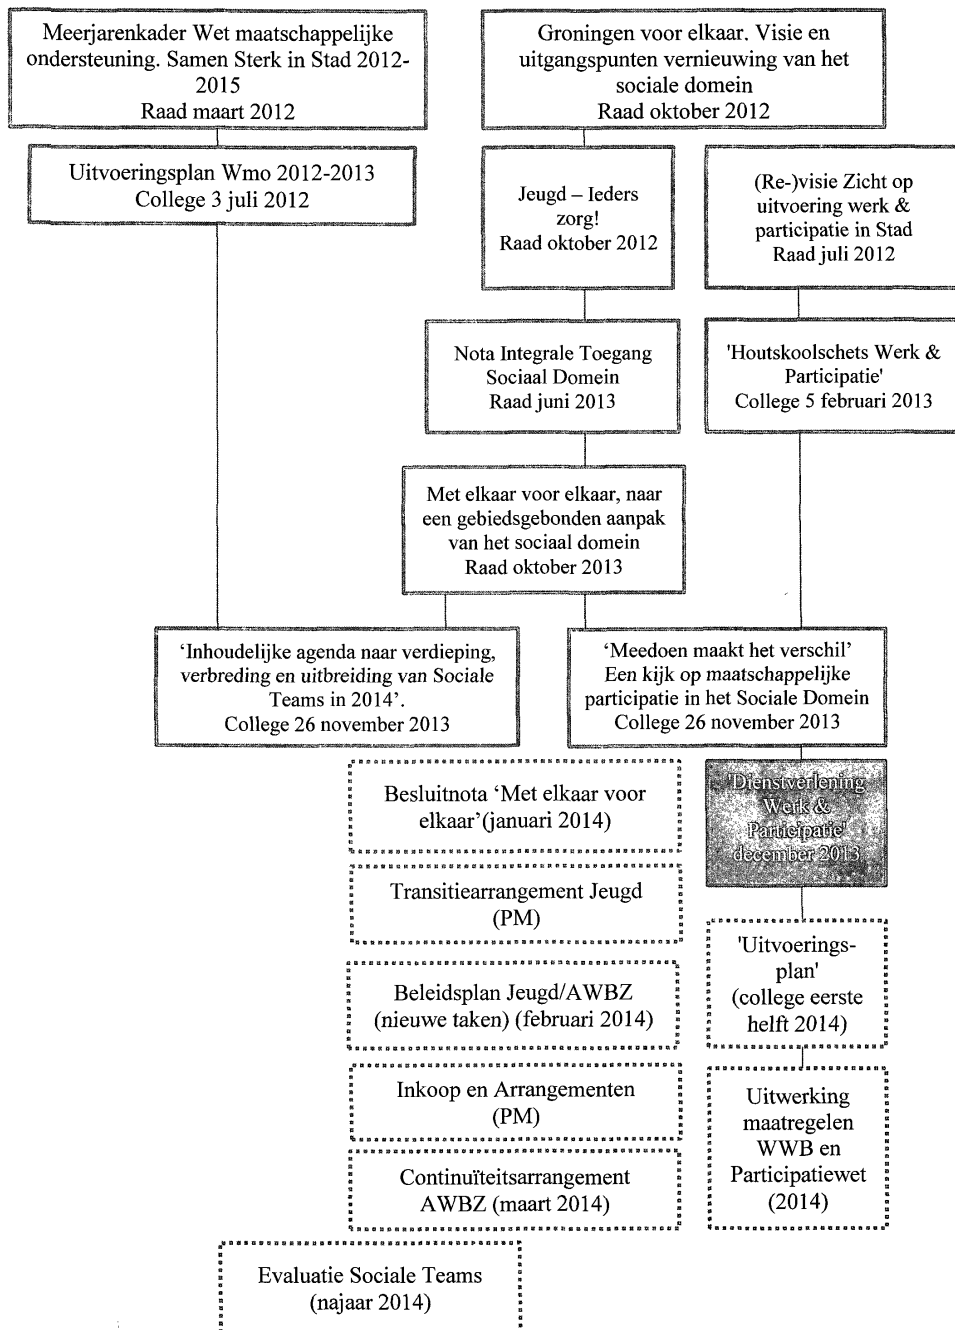 Meerjarenkader Wet maatschappelijke
ondersteuning. Samen Sterk in Stad 2012-
2015
Raad maart 2012
Groningen voor elkaar. Visie en
uitgangspunten vernieuwing van het
sociale domein
Raad oktober 2012
Uitvoeringsplan Wmo 2012-2013
College 3 juli 2012
Jeugd – Ieders
zorg!
Raad oktober 2012
(Re-)visie Zicht op
uitvoering werk &
participatie in Stad
Raad juli 2012
Nota Integrale Toegang
Sociaal Domein
Raad juni 2013
'Houtskoolschets Werk &
Participatie'
College 5 februari 2013
Met elkaar voor elkaar, naar
een gebiedsgebonden aanpak
van het sociaal domein
Raad oktober 2013
‘Inhoudelijke agenda naar verdieping,
verbreding en uitbreiding van Sociale
Teams in 2014’.
College 26 november 2013
‘Meedoen maakt het verschil’
Een kijk op maatschappelijke
participatie in het Sociale Domein
College 26 november 2013
Besluitnota ‘Met elkaar voor
elkaar’(januari 2014)
'Dienstverlening
Werk &
Participatie'
december 2013
Transitiearrangement Jeugd
(PM)
'Uitvoerings-
plan'
(college eerste
helft 2014)
Beleidsplan Jeugd/AWBZ
(nieuwe taken) (februari 2014)
Inkoop en Arrangementen
(PM)
Uitwerking
maatregelen
WWB en
Participatiewet
(2014)
Continuïteitsarrangement
AWBZ (maart 2014)
Evaluatie Sociale Teams
(najaar 2014)